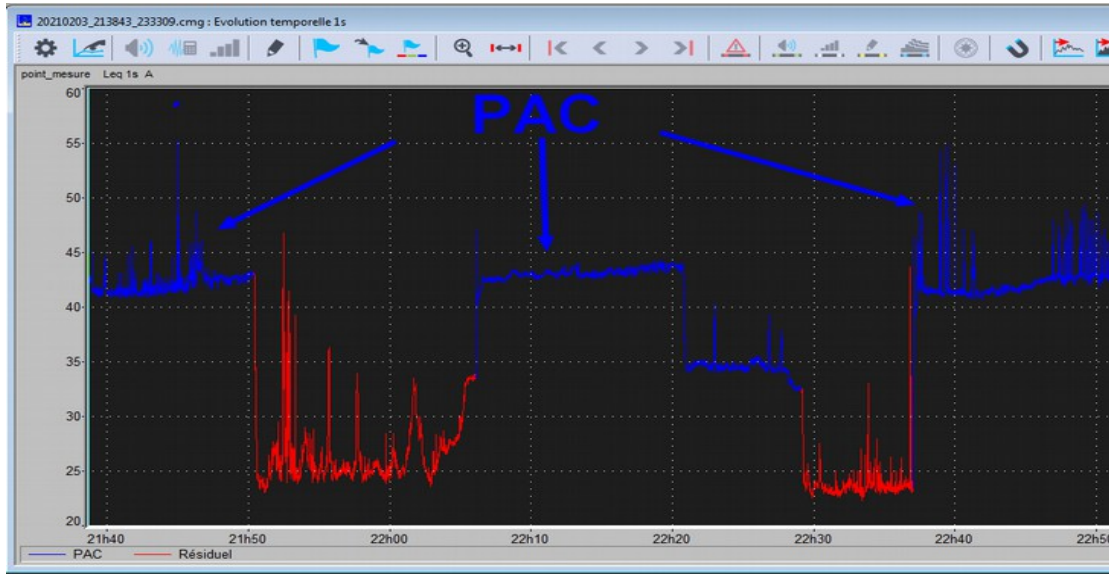 20210203_213843_233309.cmg : Evolution temporelle 1s
point_mesure Leq 1s A
60
PAC
55
50
45
40
35
30
25
20
21h40 21h50 22h00 22h10 22h20 22h30 22h40 22h50
PAC Résiduel